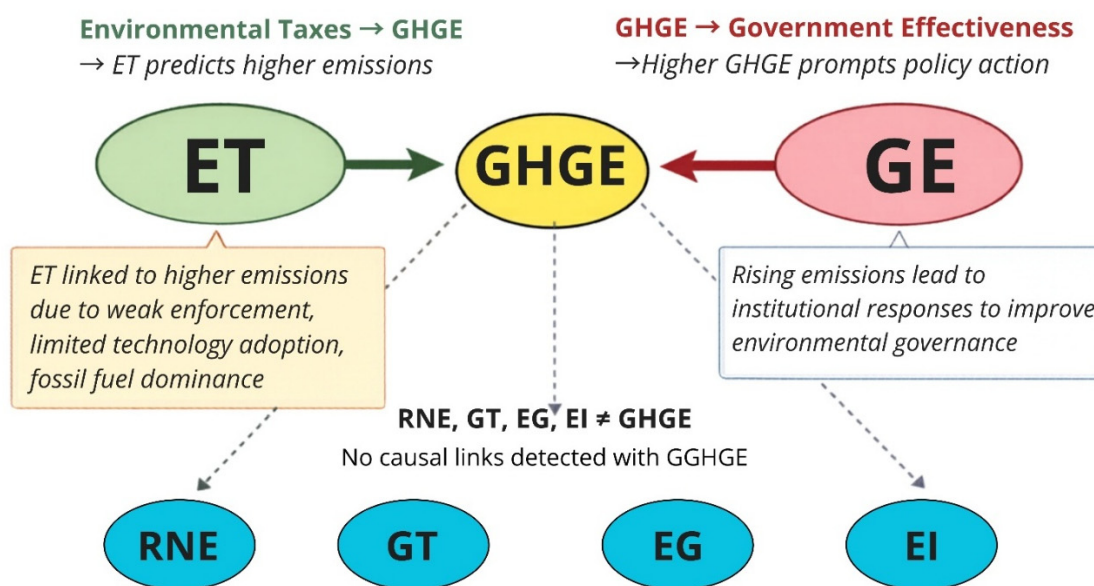 Environmental Taxes → GHGE
→ ET predicts higher emissions
GHGE → Government Effectiveness
→Higher GHGE prompts policy action
ET
GHGE
GE
ET linked to higher emissions
due to weak enforcement,
limited technology adoption,
fossil fuel dominance
Rising emissions lead to
institutional responses to improve
environmental governance
RNE, GT, EG, EI ≠ GHGE
No causal links detected with GGHGE
RNE
GT
EG
EI